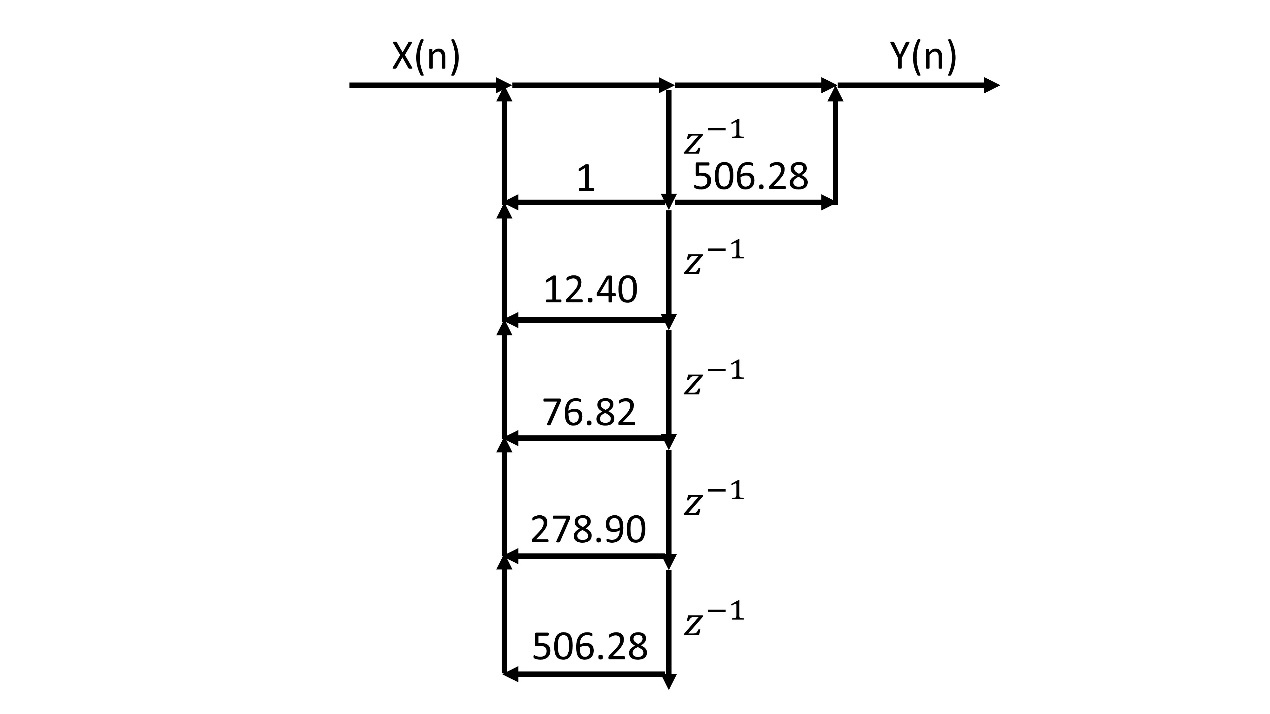 X(n) Y(n)
z⁻¹
1 506.28
z⁻¹
12.40
z⁻¹
76.82
z⁻¹
278.90
z⁻¹
506.28